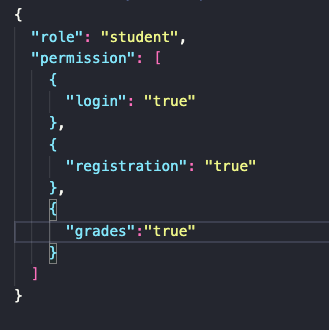 {
  "role": "student",
  "permission": [
    {
      "login": "true"
    },
    {
      "registration": "true"
    },
    {
      "grades":"true"
    }
  ]
}